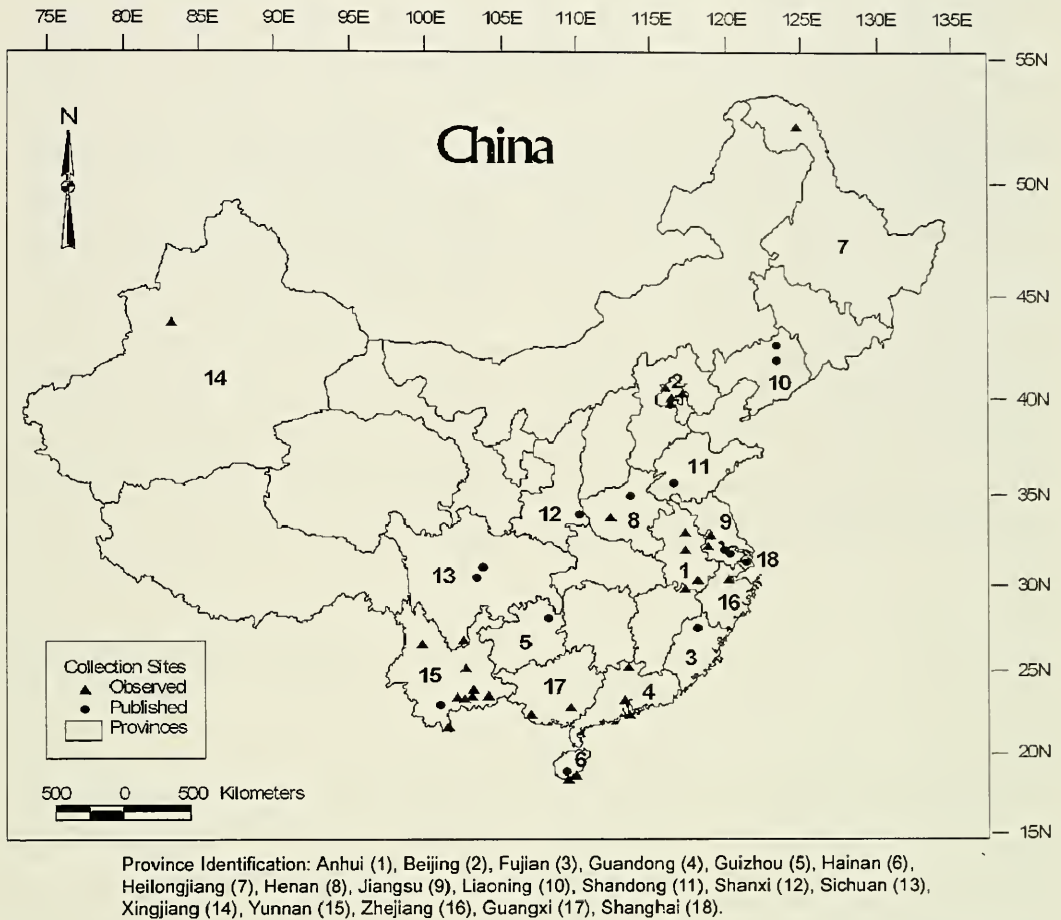 75E 80E 85E 90E 95E 100E 105E 110E 115E 120E 125E 130E 135E
55N
N
China
50N
7
45N
14
10
2
40N
11
35N
12
8
9
18
13
1
30N
16
5
3
Collection Sites
Observed
Published
Provinces
15
17
4
25N
6
20N
500 0 500 Kilometers
15N
Province Identification: Anhui (1), Beijing (2), Fujian (3), Guandong (4), Guizhou (5), Hainan (6),
Heilongjiang (7), Henan (8), Jiangsu (9), Liaoning (10), Shandong (11), Shanxi (12), Sichuan (13),
Xingjiang (14), Yunnan (15), Zhejiang (16), Guangxi (17), Shanghai (18).